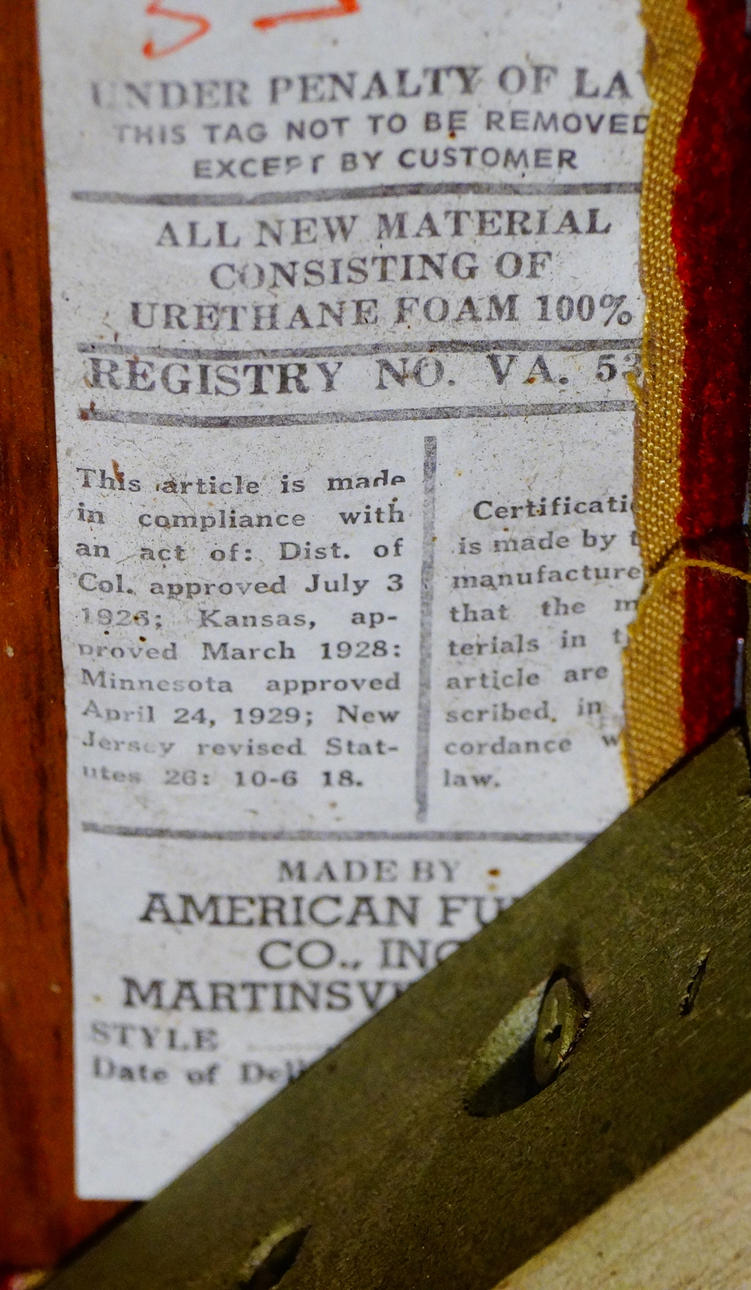 UNDER PENALTY OF LA
THIS TAG NOT TO BE REMOVED
EXCEPT BY CUSTOMER
ALL NEW MATERIAL
CONSISTING OF
URETHANE FOAM 100%
REGISTRY NO. VA. 53
This article is made
in compliance with
an act of: Dist. of
Col. approved July 3
1926; Kansas, ap-
proved March 1928:
Minnesota approved
April 24, 1929; New
Jersey revised Stat-
utes 26: 10-6 18.
Certificati
is made by t
manufacture
that the m
terials in t
article are
scribed, in
cordance w
law.
MADE BY
AMERICAN FU
CO., INC
MARTINSVI
STYLE
Date of Deli